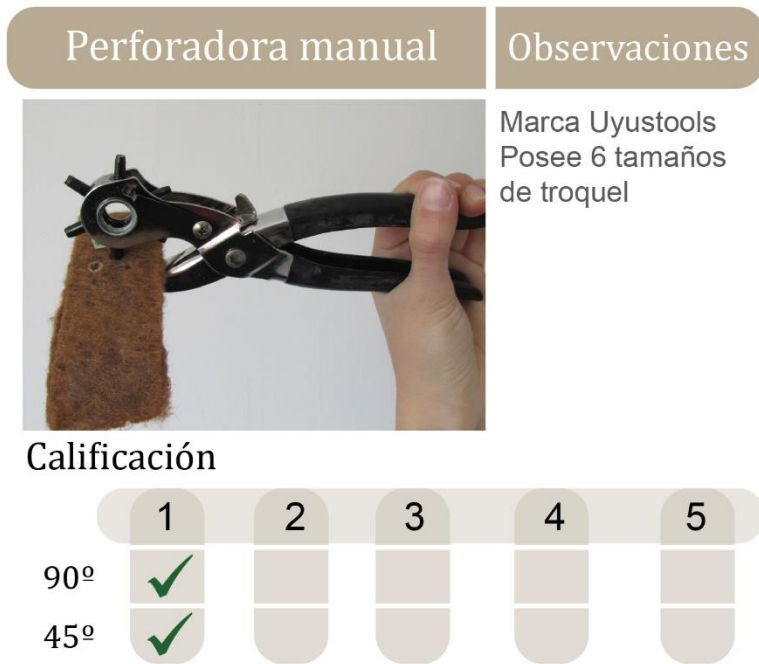 Perforadora manual
Observaciones
Marca Uyustools
Posee 6 tamaños
de troquel
Calificación
1 2 3 4 5
90º
45º